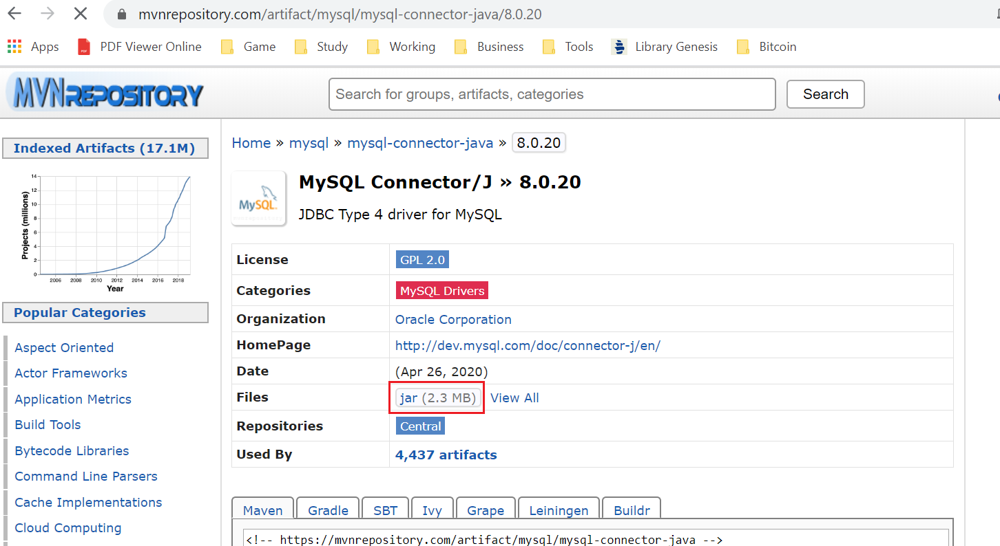 mvnrepository.com/artifact/mysql/mysql-connector-java/8.0.20
Apps PDF Viewer Online Game Study Working Business Tools Library Genesis Bitcoin
MVNREPOSITORY
Search for groups, artifacts, categories
Search
Indexed Artifacts (17.1M)
Projects (millions)
14
12
10
8
6
4
2
0
2006 2008 2010 2012 2014 2016 2018
Year
Popular Categories
Aspect Oriented
Actor Frameworks
Application Metrics
Build Tools
Bytecode Libraries
Command Line Parsers
Cache Implementations
Cloud Computing
Home » mysql » mysql-connector-java » 8.0.20
MySQL
MySQL Connector/J » 8.0.20
JDBC Type 4 driver for MySQL
License GPL 2.0
Categories MySQL Drivers
Organization Oracle Corporation
HomePage http://dev.mysql.com/doc/connector-j/en/
Date (Apr 26, 2020)
Files jar (2.3 MB) View All
Repositories Central
Used By 4,437 artifacts
Maven Gradle SBT Ivy Grape Leiningen Buildr
<!-- https://mvnrepository.com/artifact/mysql/mysql-connector-java -->